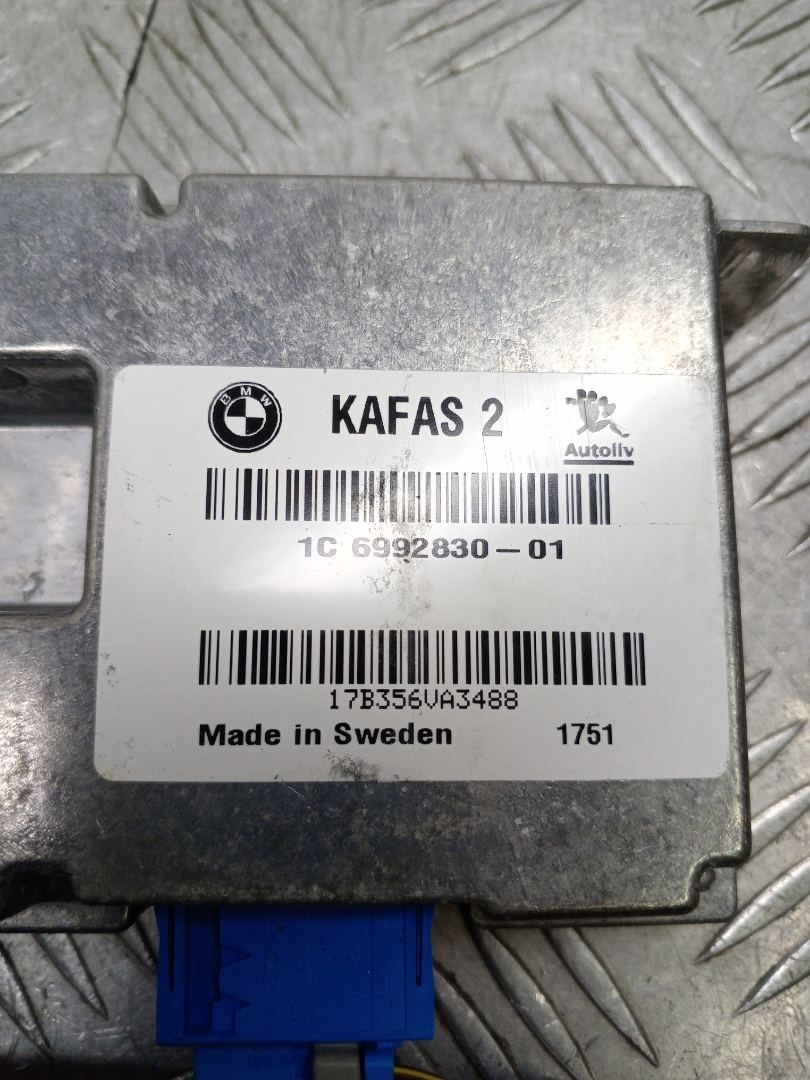 BMW KAFAS 2
Autoliv
1C 6992830-01
17B356VA3488
Made in Sweden 1751